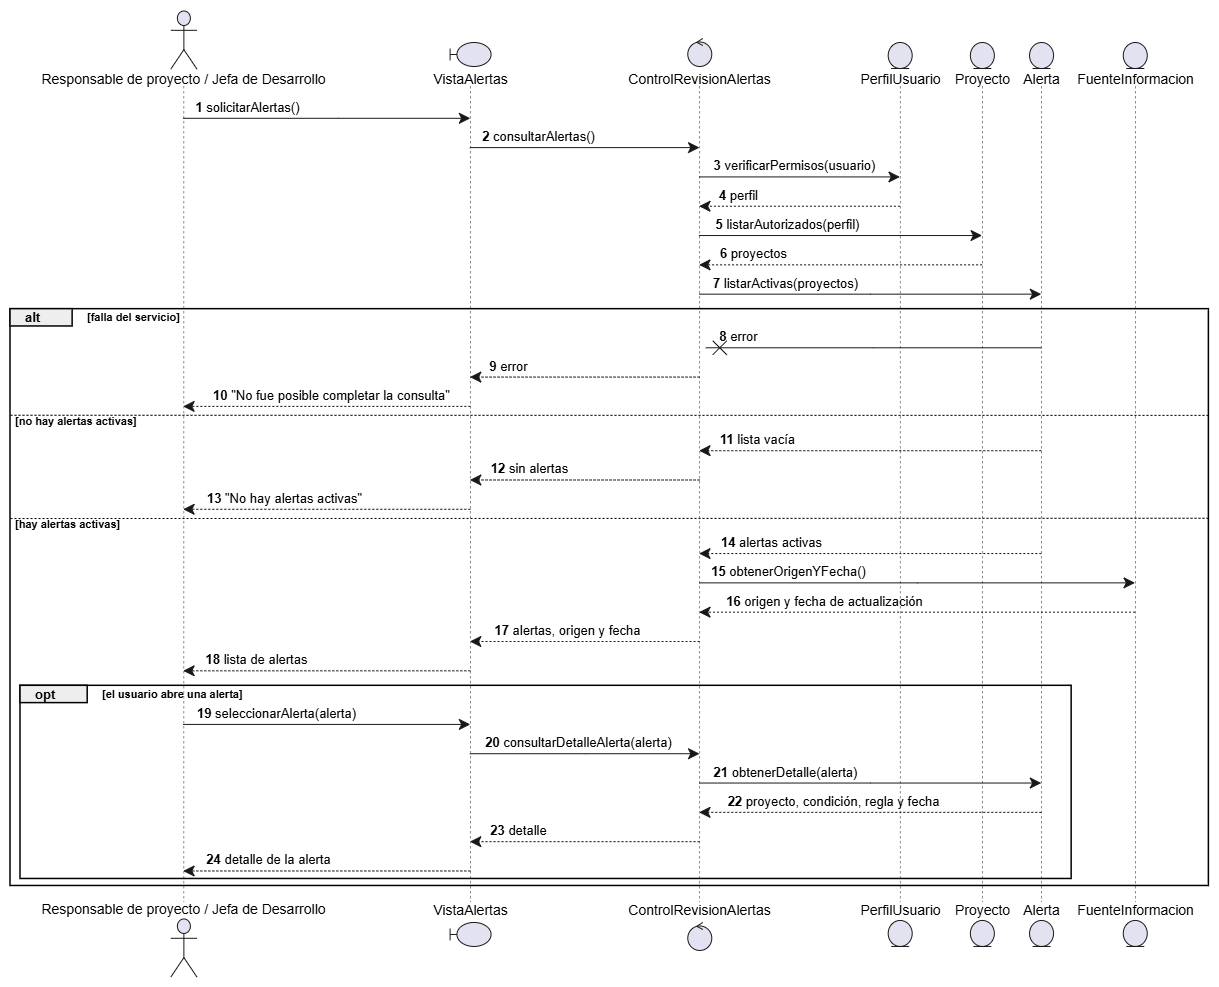 Responsable de proyecto / Jefa de Desarrollo
VistaAlertas
ControlRevisionAlertas
PerfilUsuario
Proyecto
Alerta
FuenteInformacion
1 solicitarAlertas()
2 consultarAlertas()
3 verificarPermisos(usuario)
4 perfil
5 listarAutorizados(perfil)
6 proyectos
7 listarActivas(proyectos)
alt
[falla del servicio]
8 error
9 error
10 "No fue posible completar la consulta"
[no hay alertas activas]
11 lista vacía
12 sin alertas
13 "No hay alertas activas"
[hay alertas activas]
14 alertas activas
15 obtenerOrigenYFecha()
16 origen y fecha de actualización
17 alertas, origen y fecha
18 lista de alertas
opt
[el usuario abre una alerta]
19 seleccionarAlerta(alerta)
20 consultarDetalleAlerta(alerta)
21 obtenerDetalle(alerta)
22 proyecto, condición, regla y fecha
23 detalle
24 detalle de la alerta
Responsable de proyecto / Jefa de Desarrollo
VistaAlertas
ControlRevisionAlertas
PerfilUsuario
Proyecto
Alerta
FuenteInformacion